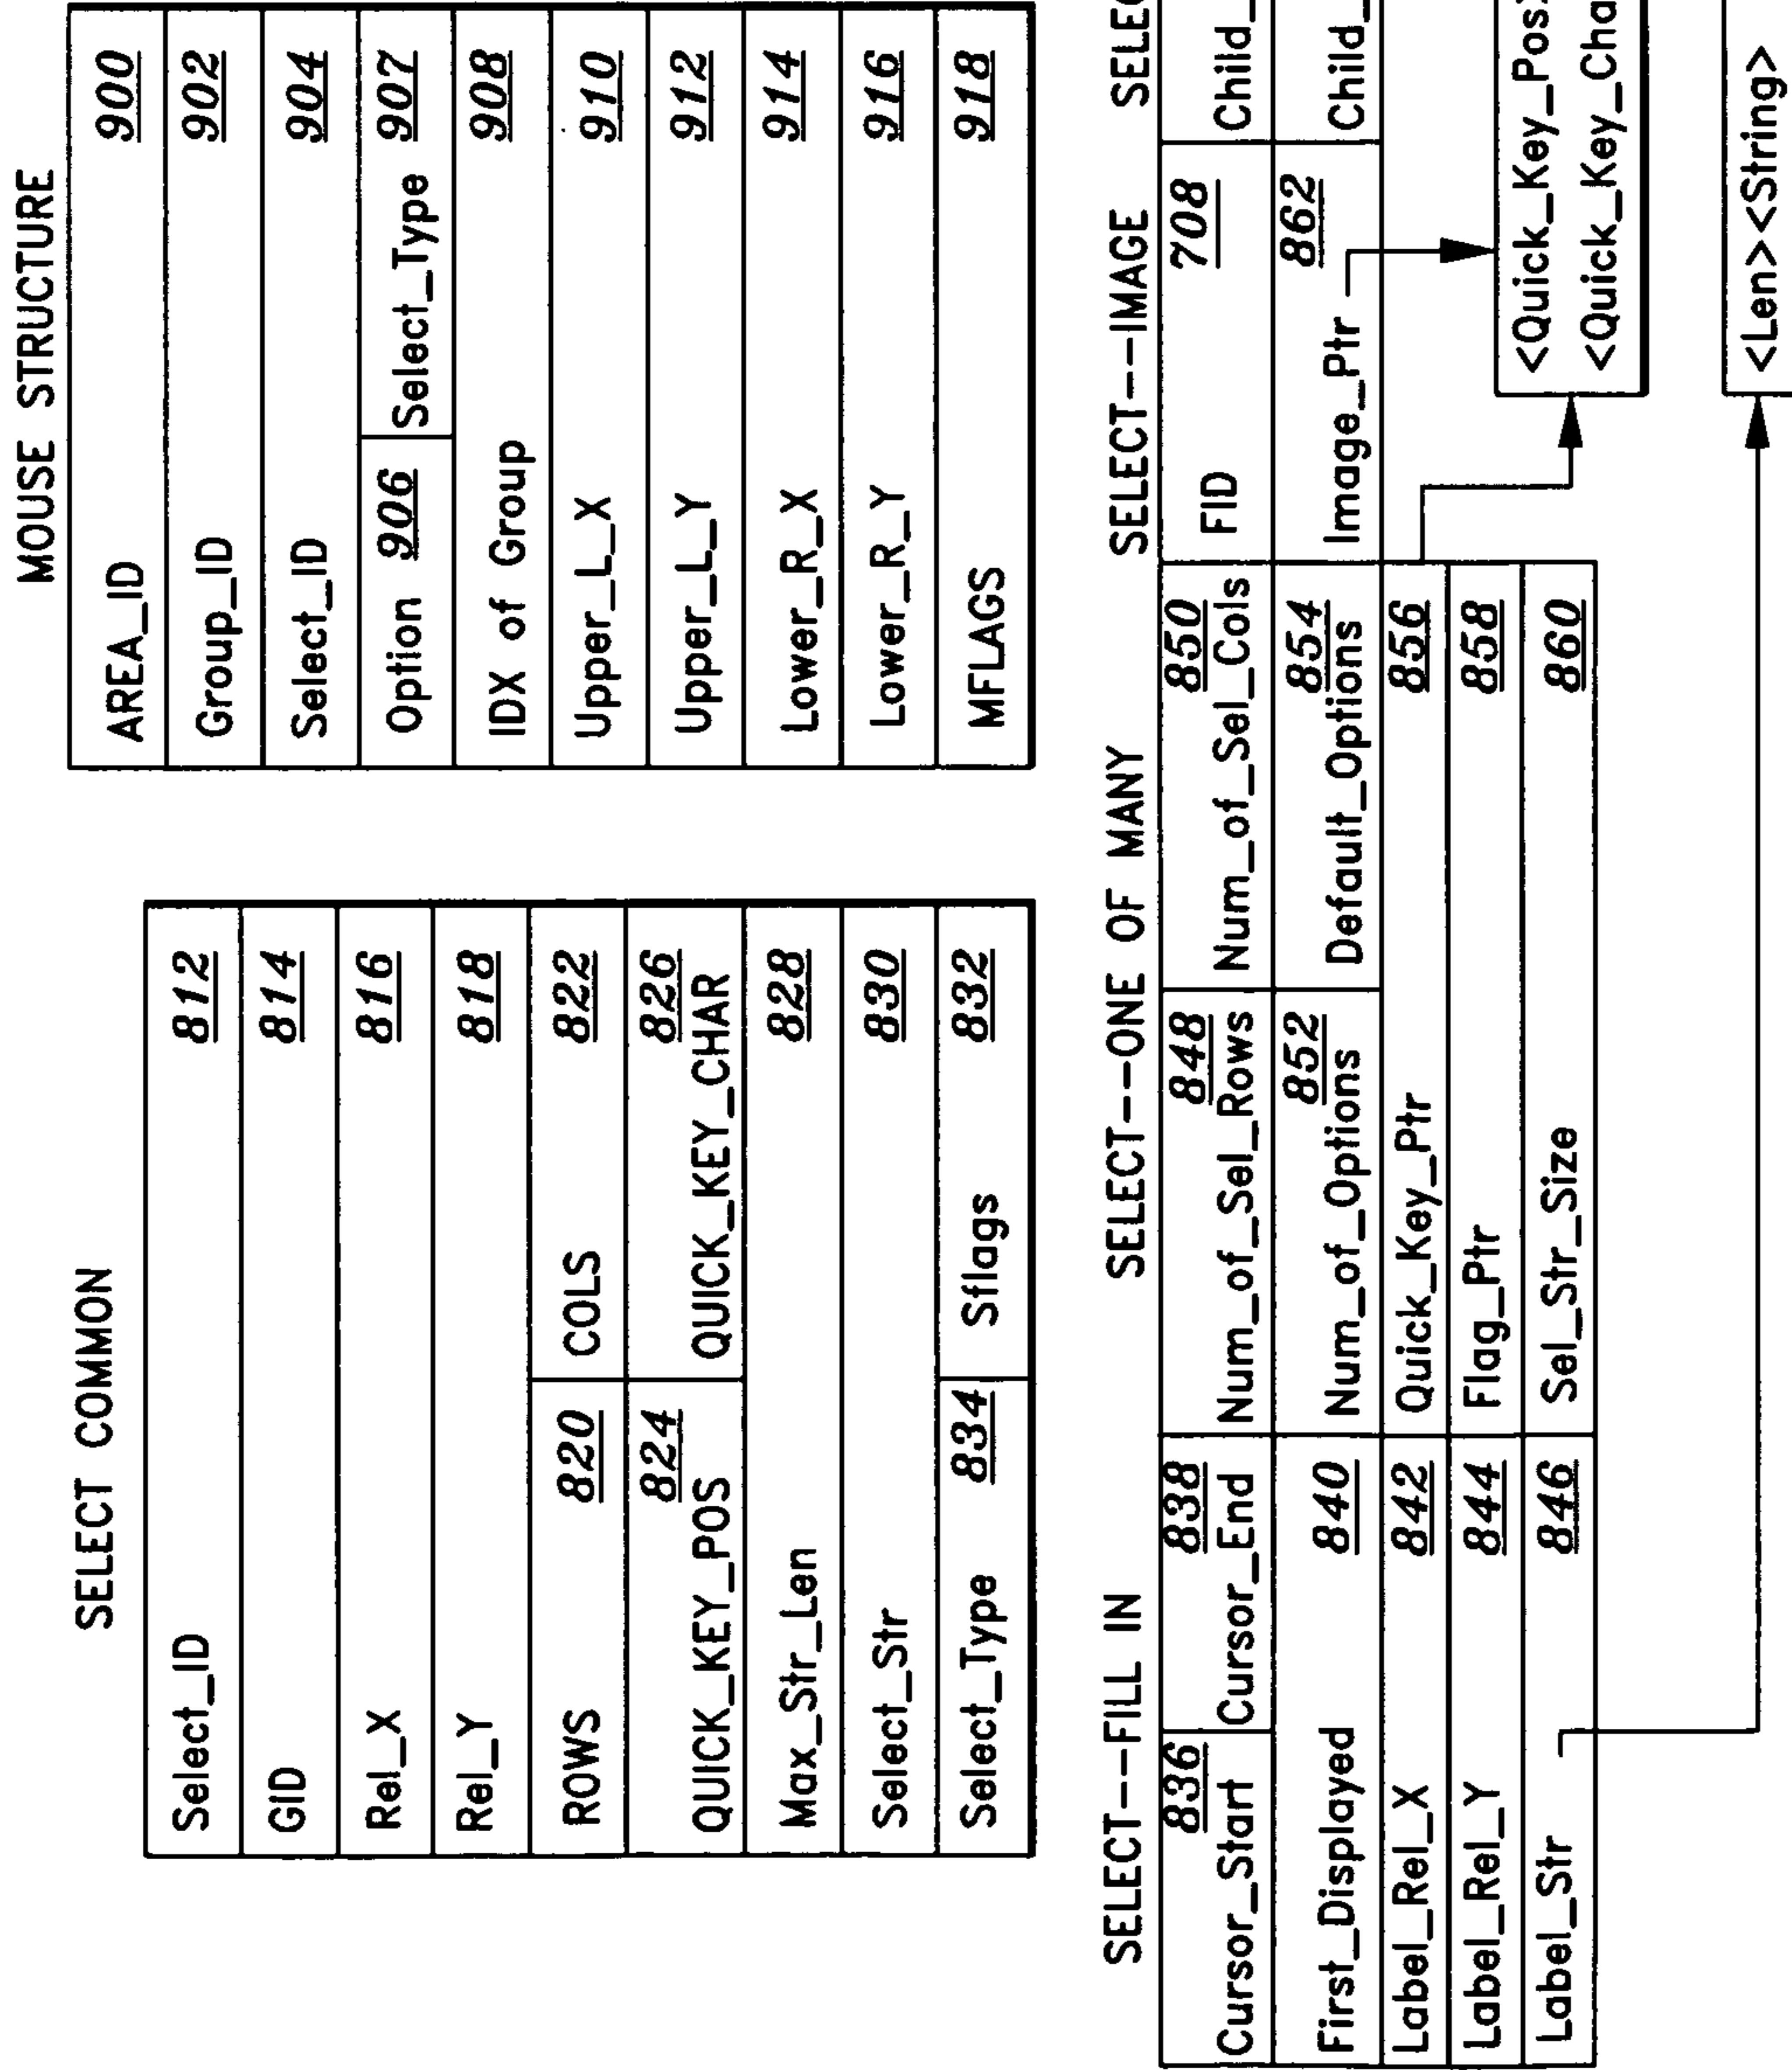 SELECT COMMON
Select_ID 812
GID 814
Rel_X 816
Rel_Y 818
ROWS 820 COLS 822
QUICK_KEY_POS 824 QUICK_KEY_CHAR 826
Max_Str_Len 828
Select_Str 830
Select_Type 834 Sflags 832
MOUSE STRUCTURE
AREA_ID 900
Group_ID 902
Select_ID 904
Option 906 Select_Type 907
IDX of Group 908
Upper_L_X 910
Upper_L_Y 912
Lower_R_X 914
Lower_R_Y 916
MFLAGS 918
SELECT--FILL IN
836 838
Cursor_Start Cursor_End
First_Displayed 840
Label_Rel_X 842
Label_Rel_Y 844
Label_Str 846
SELECT--ONE OF MANY
848 850
Num_of_Sel_Rows Num_of_Sel_Cols
852 854
Num_of_Options Default_Options
Quick_Key_Ptr 856
Flag_Ptr 858
Sel_Str_Size 860
SELECT--IMAGE
FID 708
Image_Ptr 862
SELEC
Child_
Child_
<Quick_Key_Pos
<Quick_Key_Cha
<Len><String>